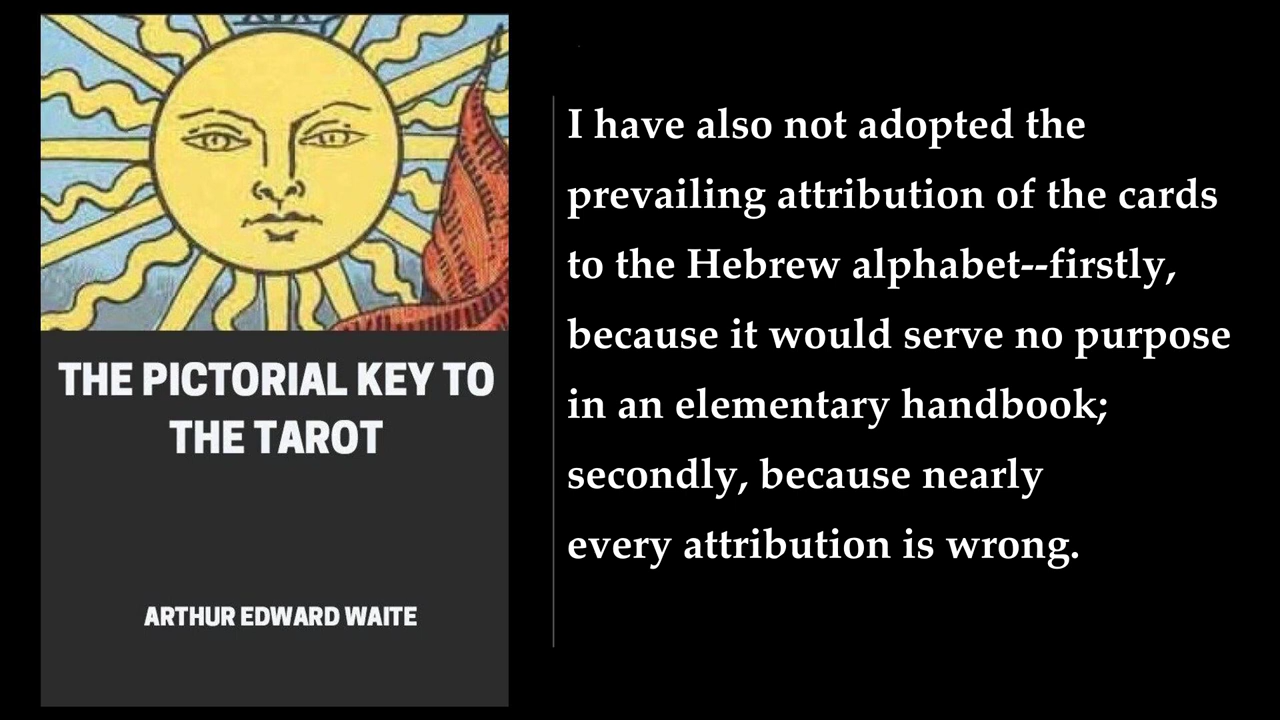 XIX
THE PICTORIAL KEY TO
THE TAROT
ARTHUR EDWARD WAITE
I have also not adopted the
prevailing attribution of the cards
to the Hebrew alphabet--firstly,
because it would serve no purpose
in an elementary handbook;
secondly, because nearly
every attribution is wrong.